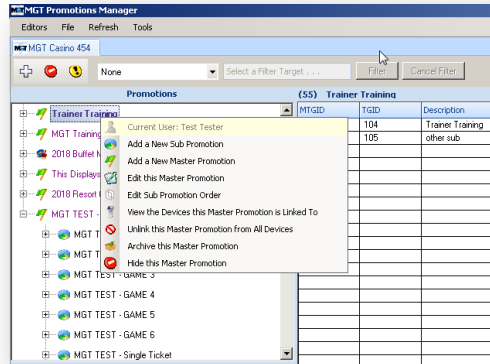 MGT Promotions Manager
Editors File Refresh Tools
MGT Casino 454
None Select a Filter Target . . . Filter Cancel Filter
Promotions (55) Trainer Training
MTGID TGID Description
Trainer Training
104 Trainer Training
105 other sub
MGT Training
2018 Buffet
This Displays
2018 Resort
MGT TEST -
MGT T
MGT T
Current User: Test Tester
Add a New Sub Promotion
Add a New Master Promotion
Edit this Master Promotion
Edit Sub Promotion Order
View the Devices this Master Promotion is Linked To
Unlink this Master Promotion from All Devices
Archive this Master Promotion
Hide this Master Promotion
MGT TEST - GAME 3
MGT TEST - GAME 4
MGT TEST - GAME 5
MGT TEST - GAME 6
MGT TEST - Single Ticket